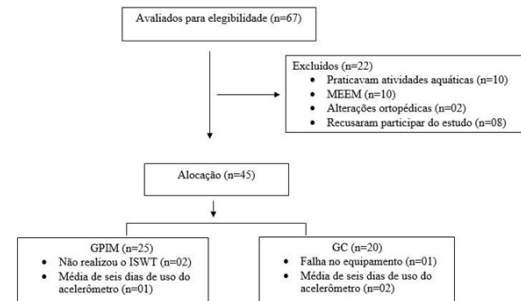 Avaliados para elegibilidade (n=67)
Excluídos (n=22)
• Praticavam atividades aquáticas (n=10)
• MEEM (n=10)
• Alterações ortopédicas (n=02)
• Recusaram participar do estudo (n=08)
Alocação (n=45)
GPIM (n=25)
• Não realizou o ISWT (n=02)
• Média de seis dias de uso do
acelerômetro (n=01)
GC (n=20)
• Falha no equipamento (n=01)
• Média de seis dias de uso do
acelerômetro (n=02)